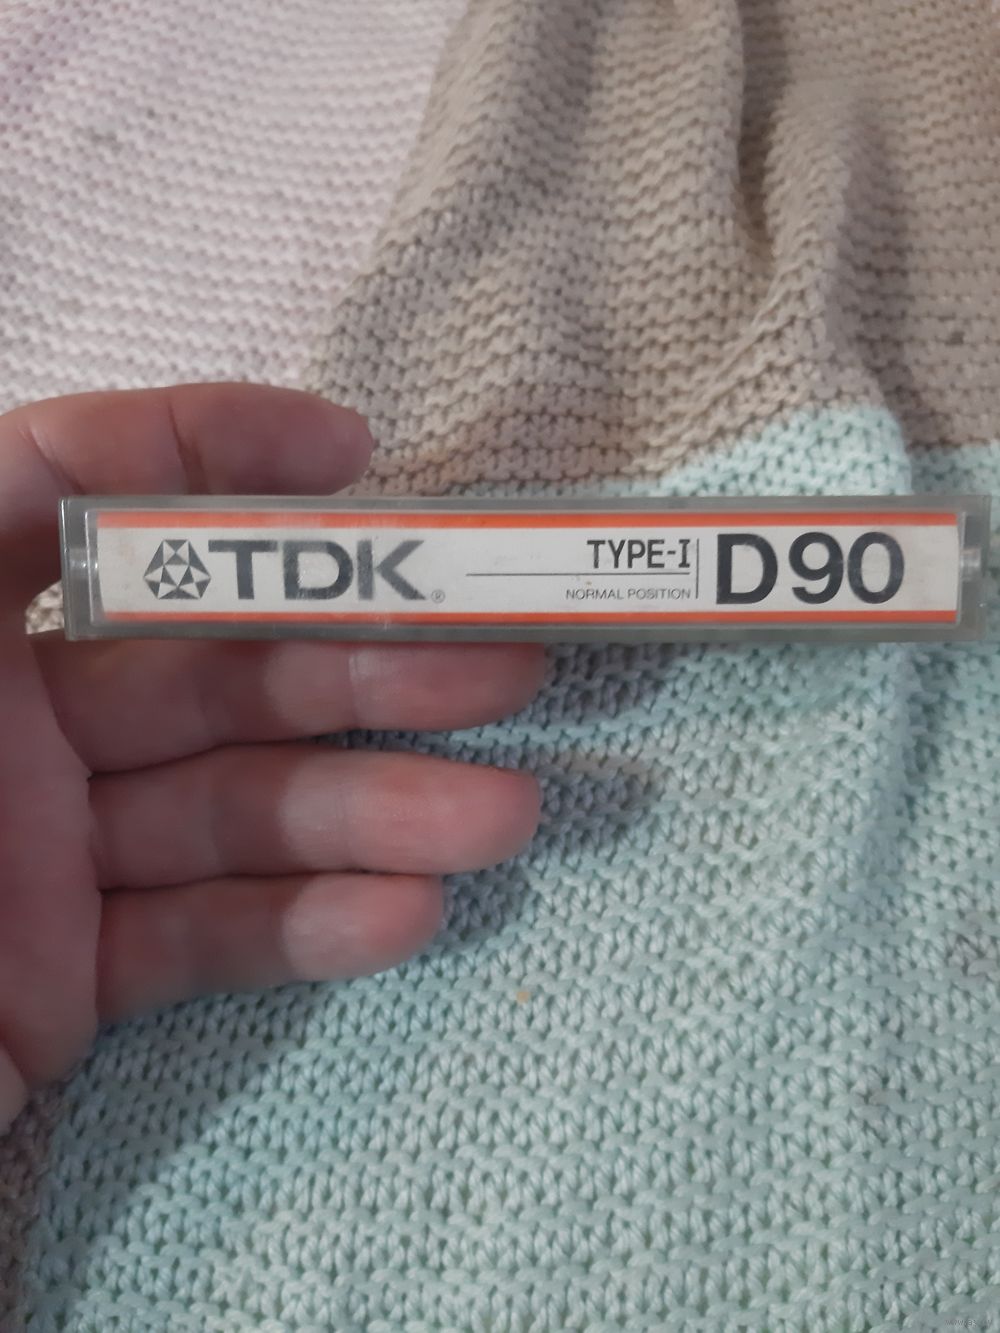 TDK®
TYPE-I
NORMAL POSITION
D90